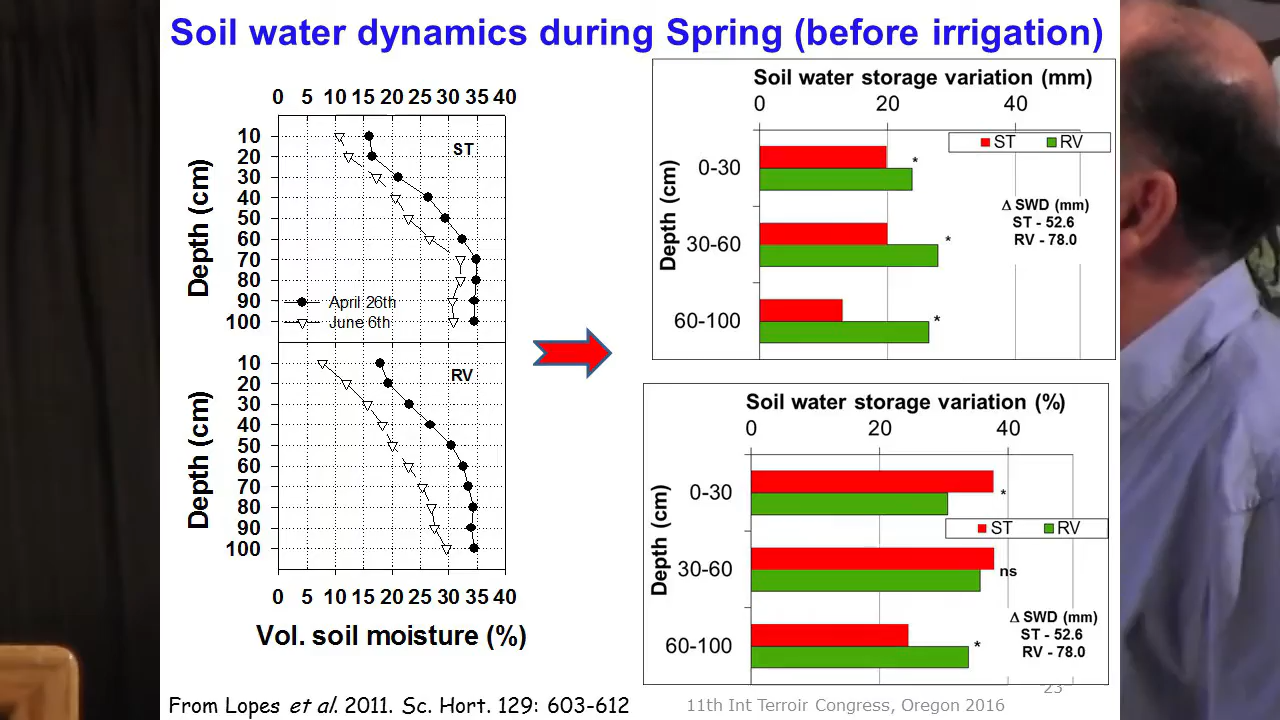 Soil water dynamics during Spring (before irrigation)
0 5 10 15 20 25 30 35 40
Depth (cm)
10
20
30
40
50
60
70
80
90
100
ST
April 26th
June 6th
Depth (cm)
10
20
30
40
50
60
70
80
90
100
RV
0 5 10 15 20 25 30 35 40
Vol. soil moisture (%)
Soil water storage variation (mm)
0 20 40
ST RV
Depth (cm)
0-30
*
30-60
*
60-100
*
Δ SWD (mm)
ST - 52.6
RV - 78.0
Soil water storage variation (%)
0 20 40
Depth (cm)
0-30
*
ST RV
30-60
ns
60-100
*
Δ SWD (mm)
ST - 52.6
RV - 78.0
23
From Lopes et al. 2011. Sc. Hort. 129: 603-612
11th Int Terroir Congress, Oregon 2016